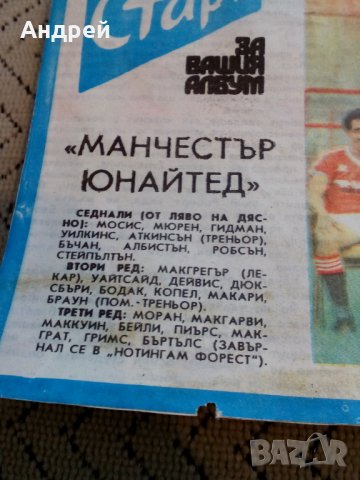 Андрей
Старт
ЗА
ВАШИЯ
АЛБУМ
«МАНЧЕСТЪР
ЮНАЙТЕД»
СЕДНАЛИ (ОТ ЛЯВО НА ДЯС-
НО): МОСИС, МЮРЕН, ГИДМАН,
УИЛКИНС, АТКИНСЪН (ТРЕНЬОР),
БЪЧАН, АЛБИСТЪН, РОБСЪН,
СТЕЙПЪЛТЪН.
ВТОРИ РЕД: МАКГРЕГЪР (ЛЕ-
КАР), УАЙТСАЙД, ДЕЙВИС, ДЮК-
СБЪРИ, БОДАК, КОПЕЛ, МАКАРИ,
БРАУН (ПОМ.-ТРЕНЬОР).
ТРЕТИ РЕД: МОРАН, МАКГАРВИ,
МАККУИН, БЕЙЛИ, ПИЪРС, МАК-
ГРАТ, ГРИМС, БЪРТЪЛС (ЗАВЪР-
НАЛ СЕ В „НОТИНГАМ ФОРЕСТ").
BAZAR